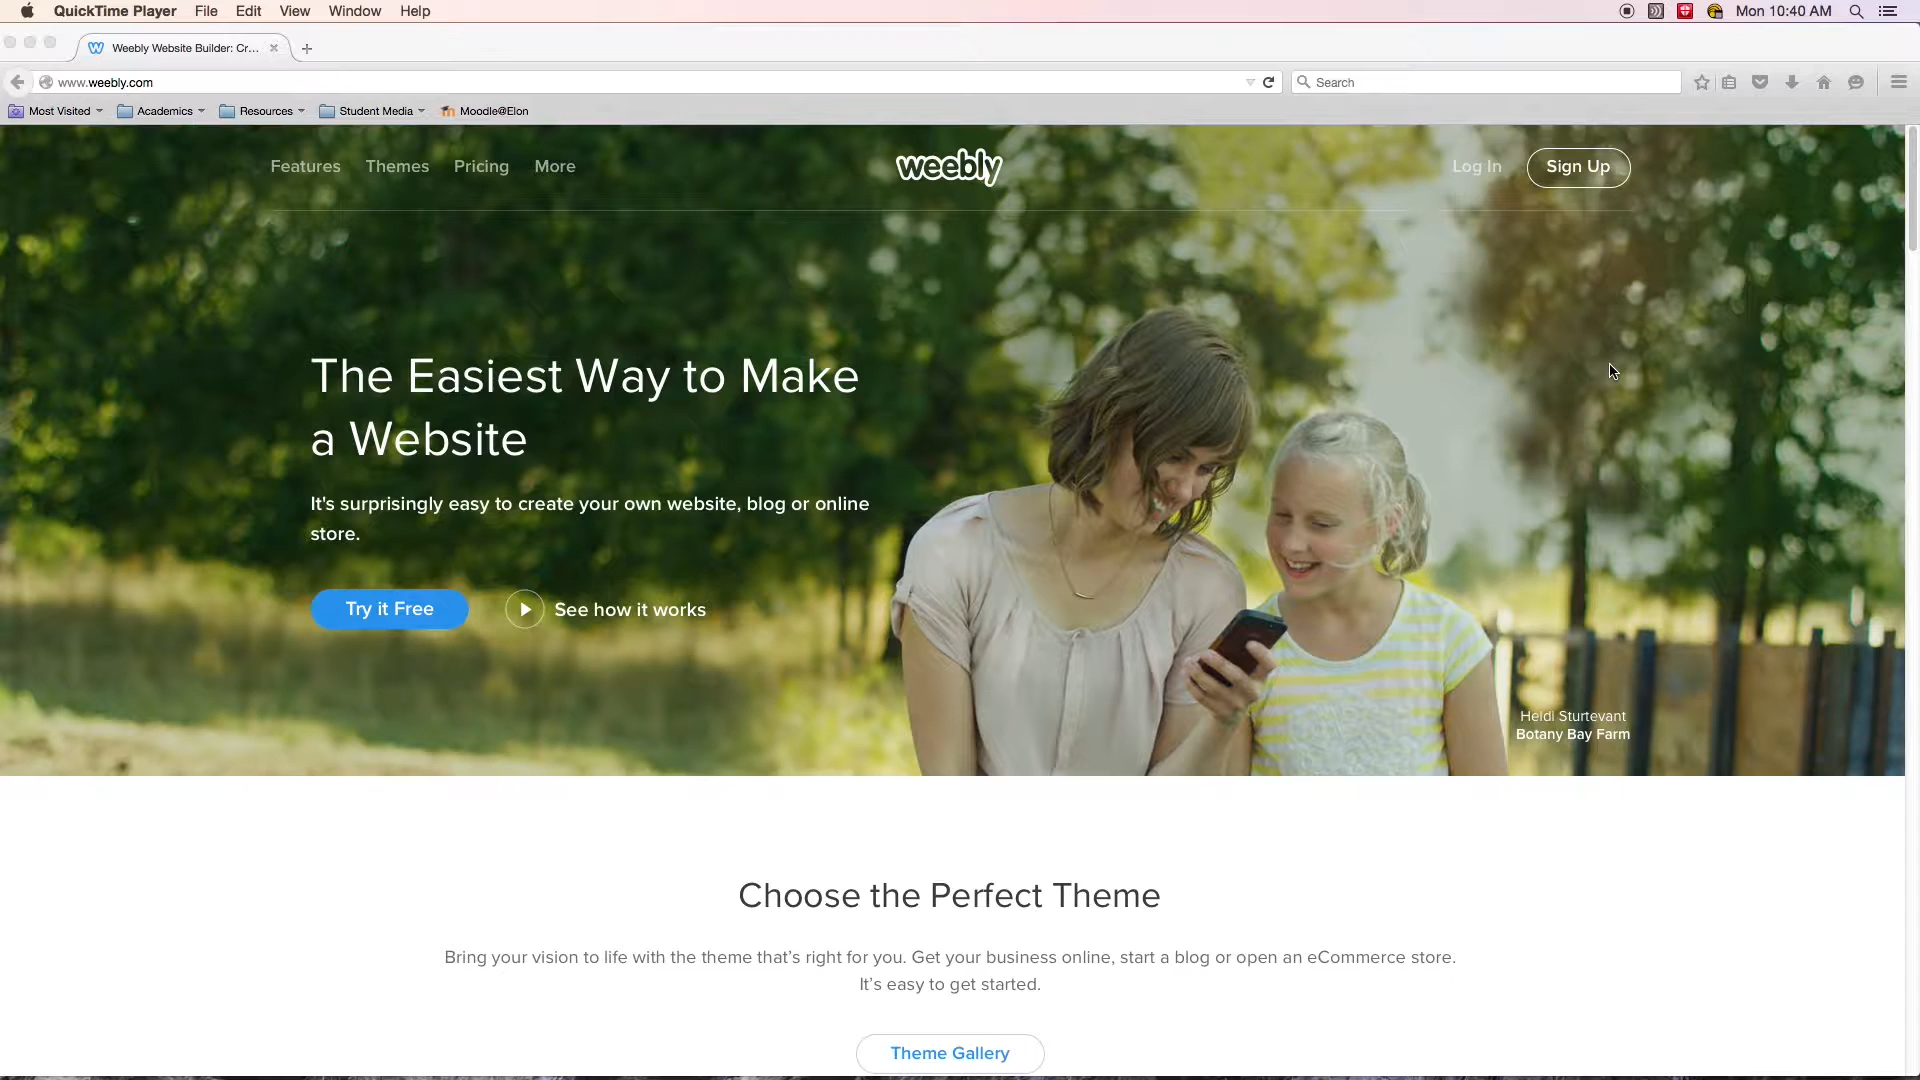 QuickTime Player File Edit View Window Help
Mon 10:40 AM
Weebly Website Builder: Cr...
www.weebly.com
Search
Most Visited Academics Resources Student Media Moodle@Elon
Features Themes Pricing More
weebly
Log In Sign Up
The Easiest Way to Make
a Website
It's surprisingly easy to create your own website, blog or online
store.
Try it Free
See how it works
Heidi Sturtevant
Botany Bay Farm
Choose the Perfect Theme
Bring your vision to life with the theme that's right for you. Get your business online, start a blog or open an eCommerce store.
It's easy to get started.
Theme Gallery